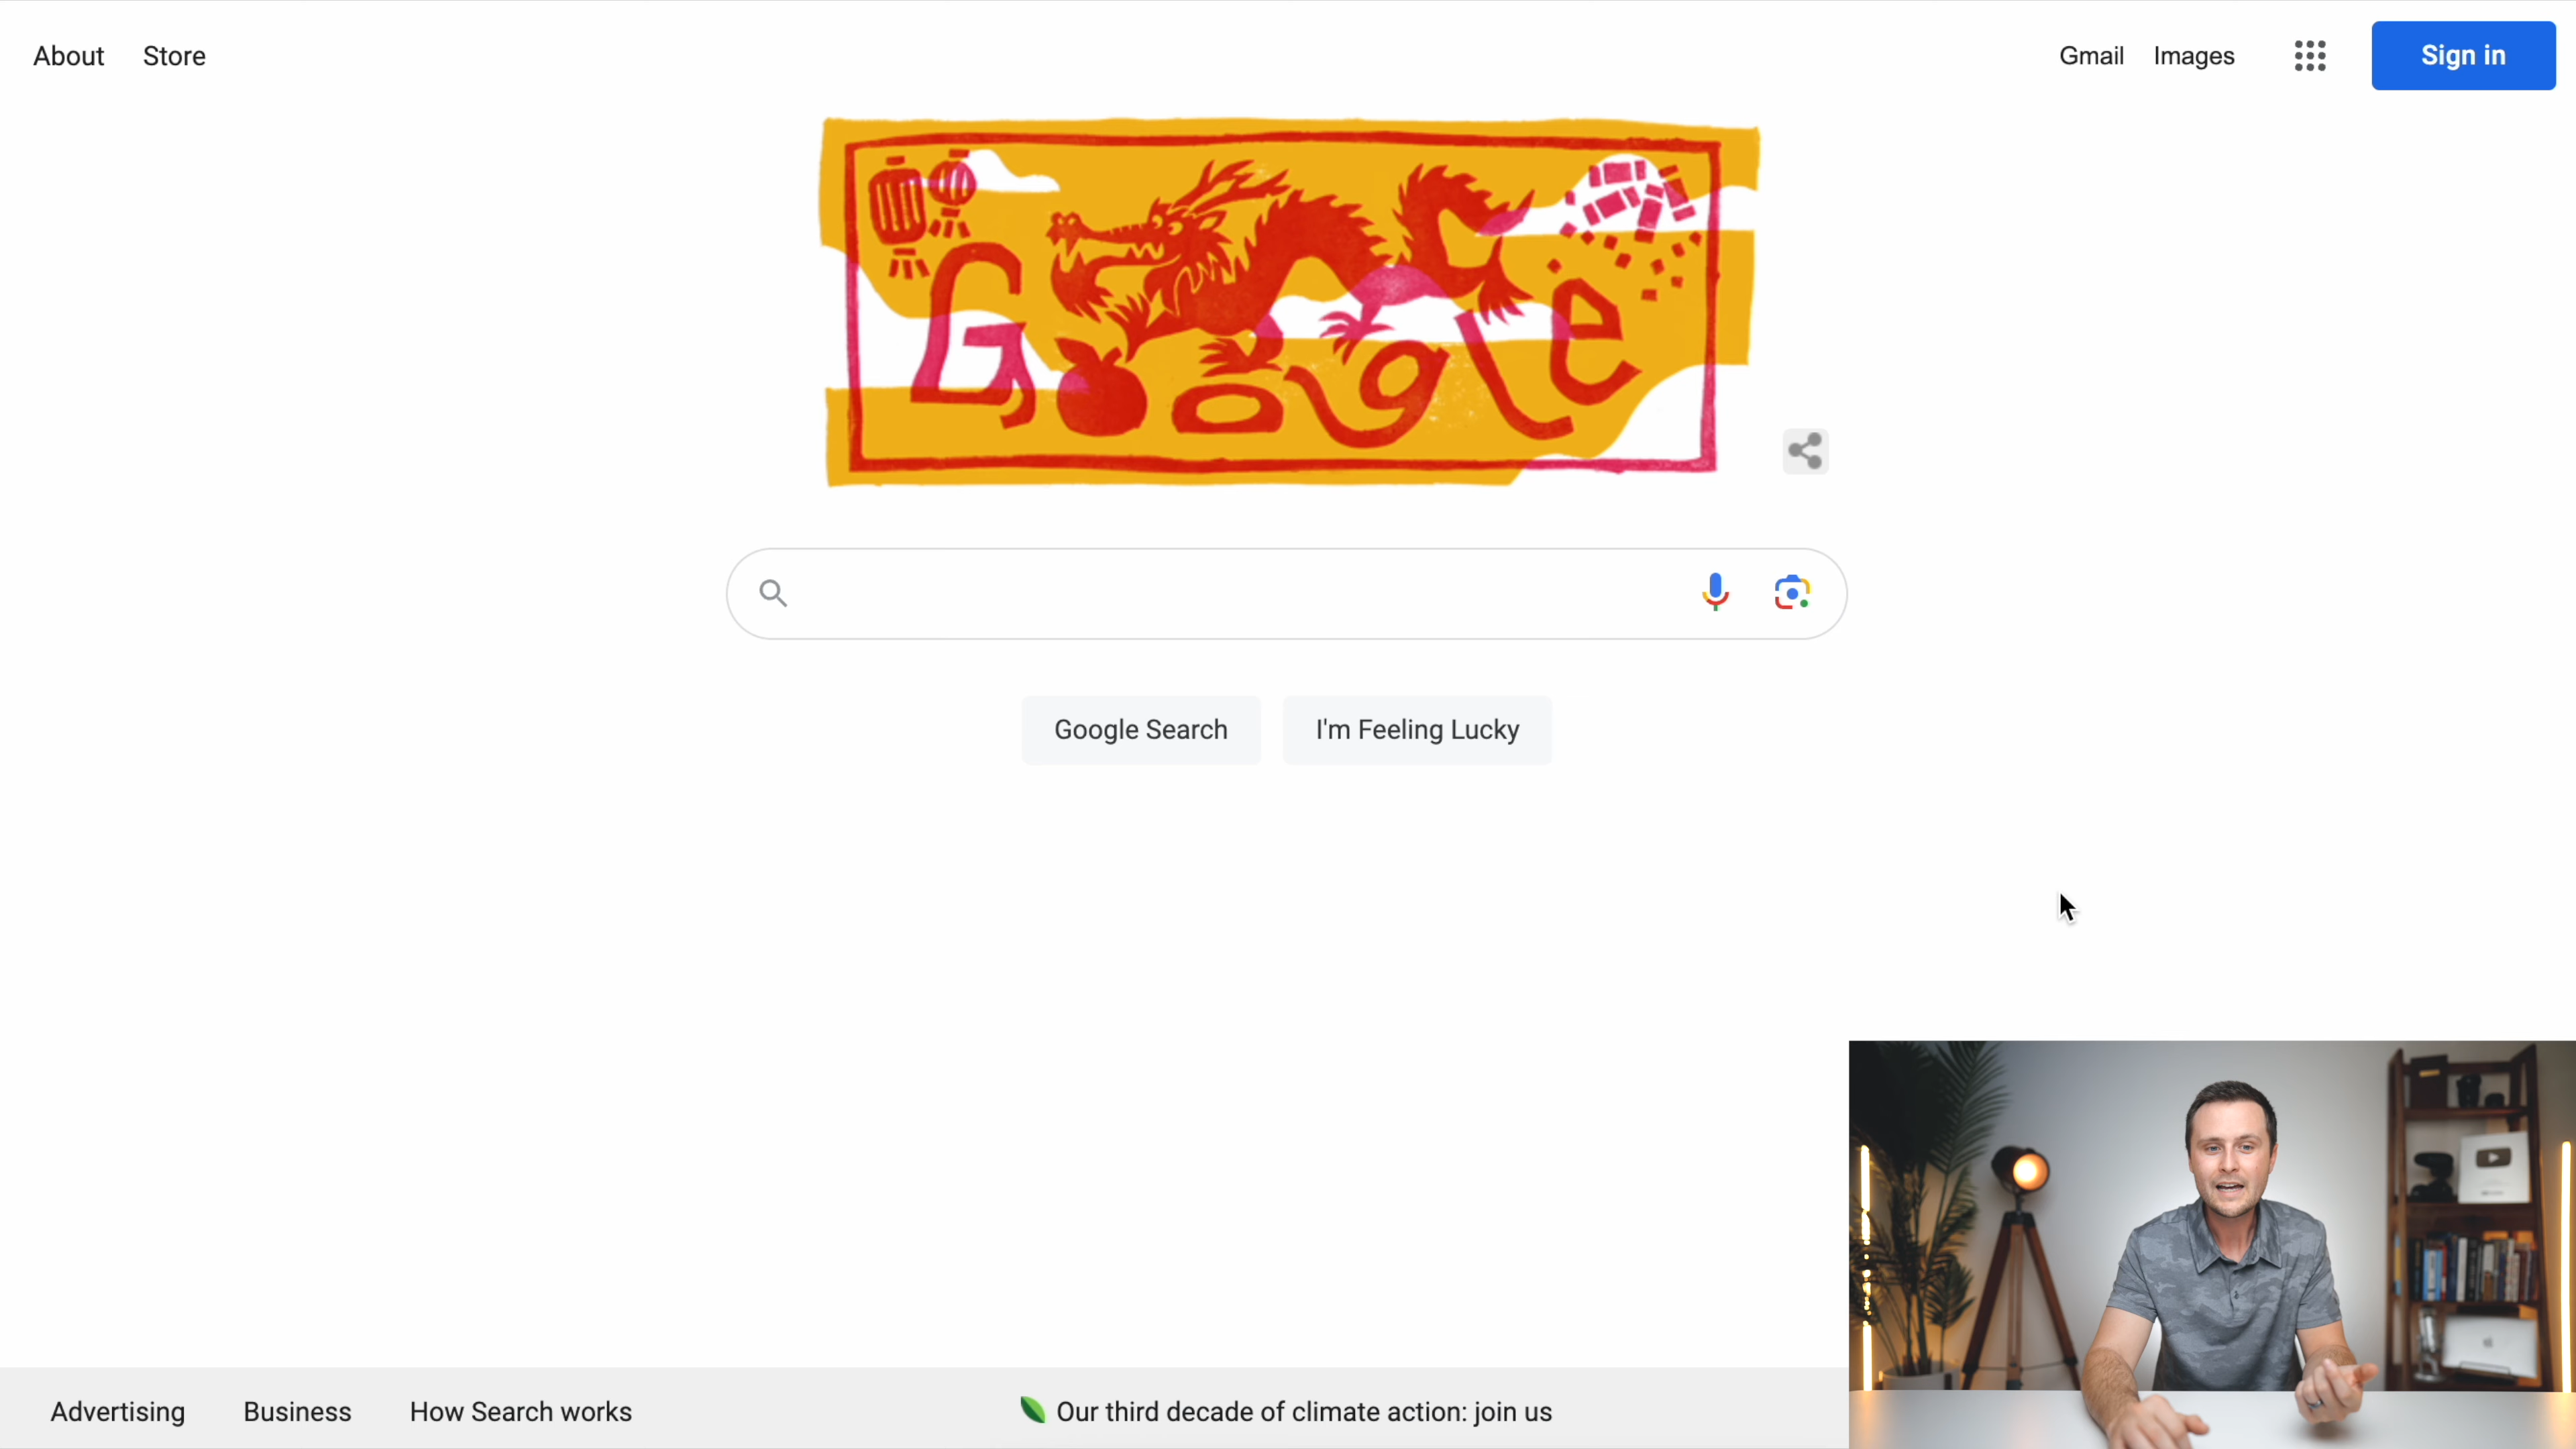 About Store
Gmail Images Sign in
Google
Google Search I'm Feeling Lucky
Advertising Business How Search works Our third decade of climate action: join us